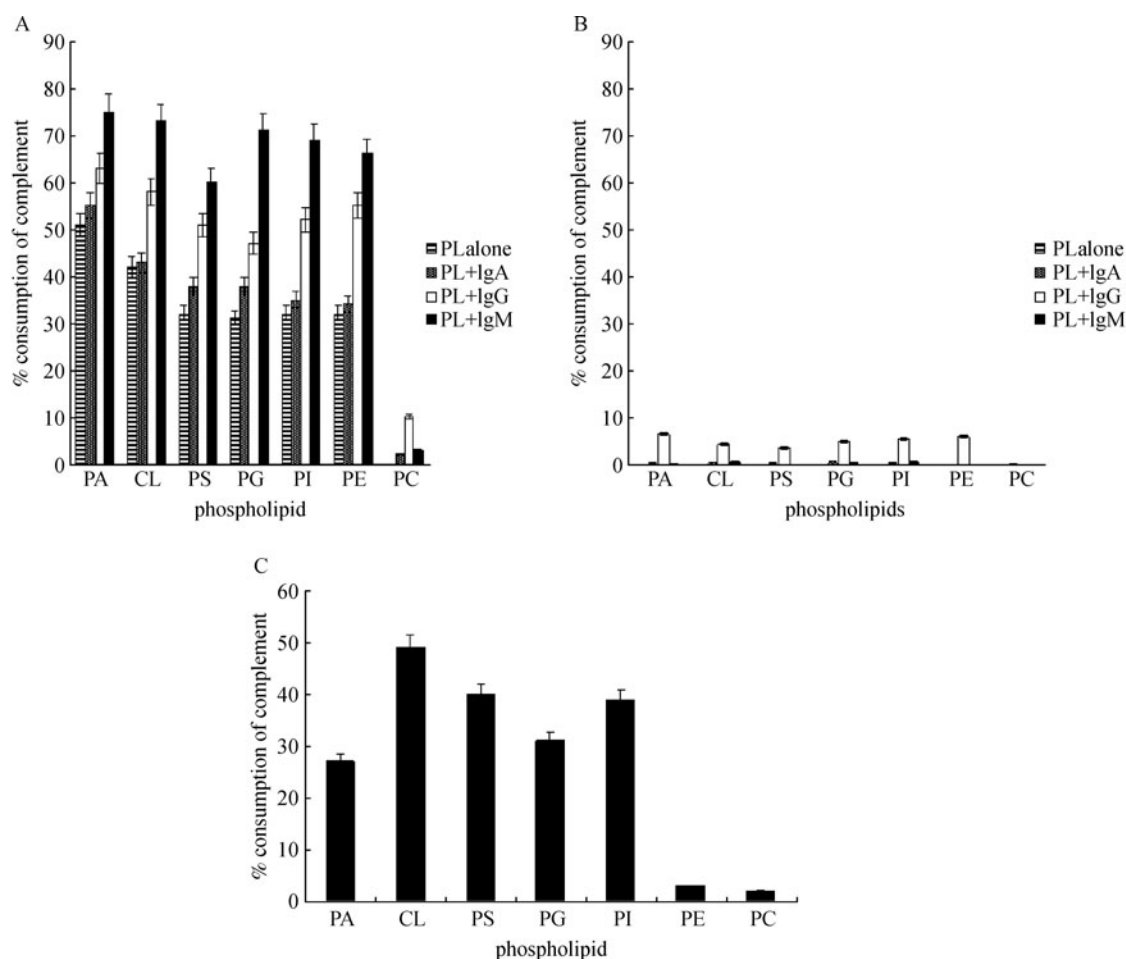 A
90
80
70
60
50
40
30
20
10
0
% consumption of complement
PA CL PS PG PI PE PC
phospholipid
PLalone
PL+IgA
PL+IgG
PL+IgM
B
90
80
70
60
50
40
30
20
10
0
% consumption of complement
PA CL PS PG PI PE PC
phospholipids
PLalone
PL+IgA
PL+IgG
PL+IgM
C
60
50
40
30
20
10
0
% consumption of complement
PA CL PS PG PI PE PC
phospholipid